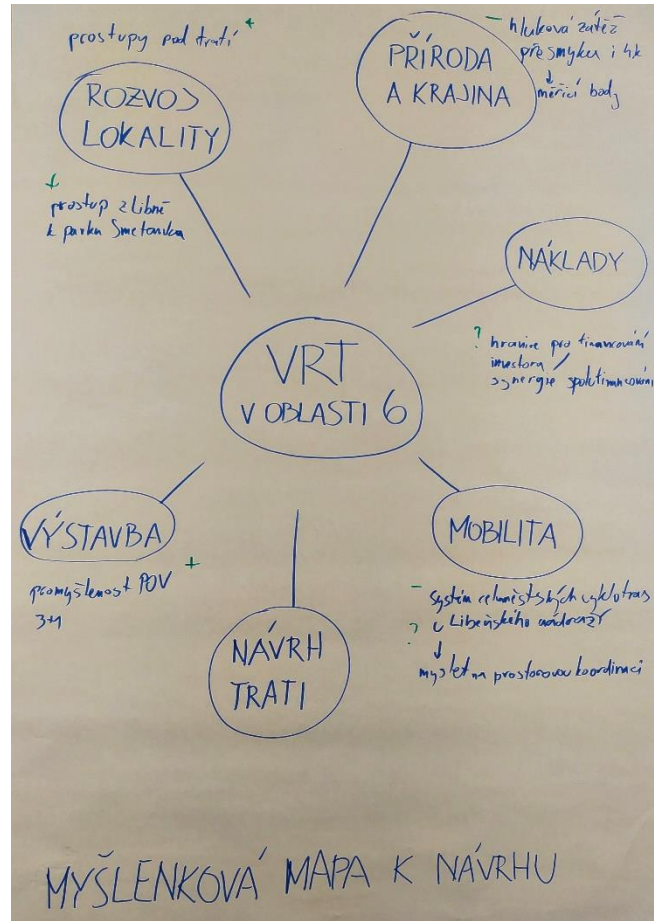 prostupy pod tratí +
ROZVOJ
LOKALITY
+
prostup z Libně
k parku Smetanka
PŘÍRODA
A KRAJINA
- hluková zátěž
přesmyku i
↓ měřicí body
NÁKLADY
? hranice pro financování
investora /
synergie spolufinancování
VRT
V OBLASTI 6
VÝSTAVBA
+
promyšlenost POV
3+1
NÁVRH
TRATI
MOBILITA
- systém celoměstských cyklotras
? u Libeňského nádraží
↓
myslet na prostorovou koordinaci
MYŠLENKOVÁ MAPA K NÁVRHU